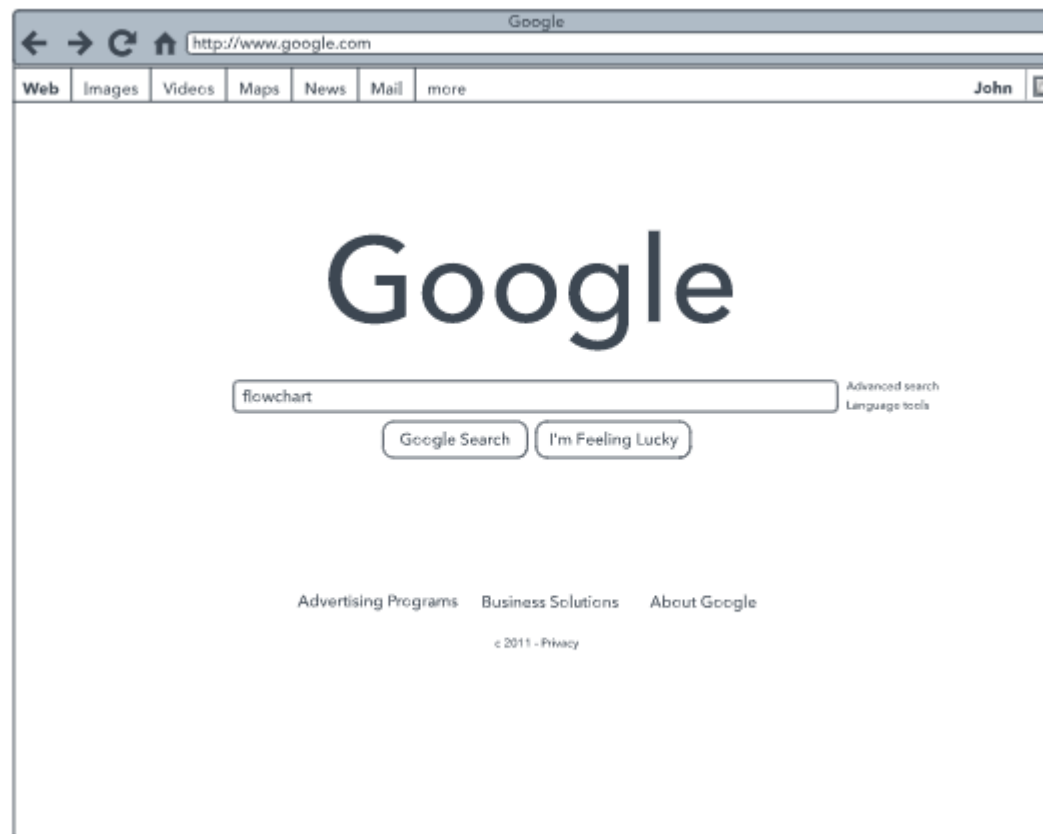 Google
http://www.google.com
Web Images Videos Maps News Mail more John
Google
flowchart
Advanced search
Language tools
Google Search I'm Feeling Lucky
Advertising Programs Business Solutions About Google
c 2011 - Privacy